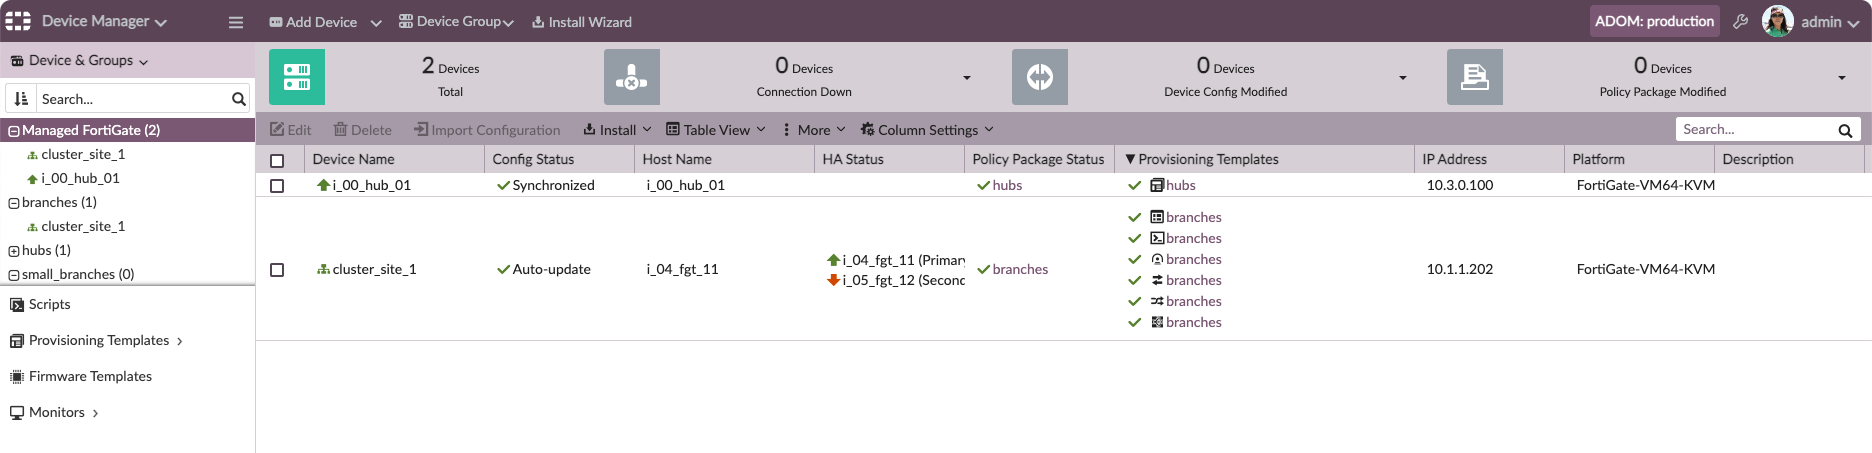 Device Manager
Add Device
Device Group
Install Wizard
ADOM: production
admin
Device & Groups
Search...
Managed FortiGate (2)
cluster_site_1
i_00_hub_01
branches (1)
cluster_site_1
hubs (1)
small_branches (0)
Scripts
Provisioning Templates
Firmware Templates
Monitors
2 Devices
Total
0 Devices
Connection Down
0 Devices
Device Config Modified
0 Devices
Policy Package Modified
Edit
Delete
Import Configuration
Install
Table View
More
Column Settings
Search...
Device Name
Config Status
Host Name
HA Status
Policy Package Status
▼ Provisioning Templates
IP Address
Platform
Description
i_00_hub_01
Synchronized
i_00_hub_01
hubs
hubs
10.3.0.100
FortiGate-VM64-KVM
cluster_site_1
Auto-update
i_04_fgt_11
i_04_fgt_11 (Primar
i_05_fgt_12 (Second
branches
branches
branches
branches
branches
branches
branches
10.1.1.202
FortiGate-VM64-KVM